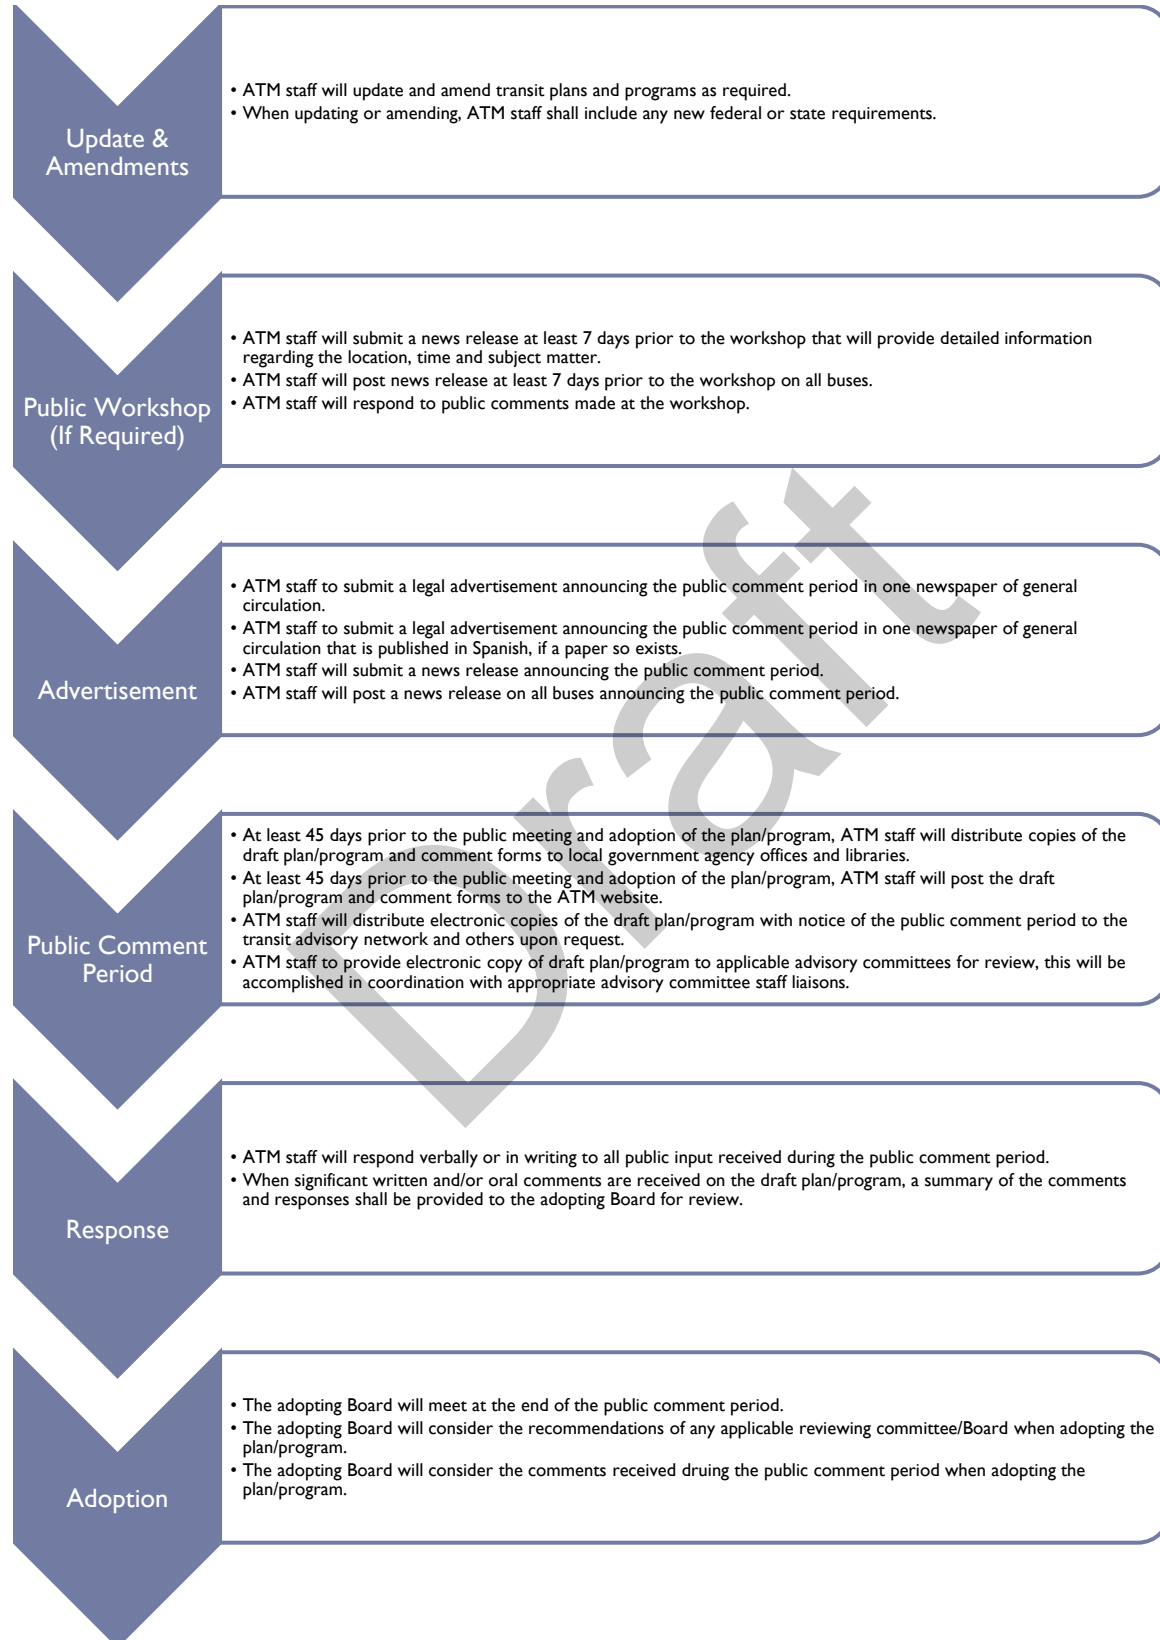 Update &
Amendments
• ATM staff will update and amend transit plans and programs as required.
• When updating or amending, ATM staff shall include any new federal or state requirements.
Public Workshop
(If Required)
• ATM staff will submit a news release at least 7 days prior to the workshop that will provide detailed information
regarding the location, time and subject matter.
• ATM staff will post news release at least 7 days prior to the workshop on all buses.
• ATM staff will respond to public comments made at the workshop.
Advertisement
• ATM staff to submit a legal advertisement announcing the public comment period in one newspaper of general
circulation.
• ATM staff to submit a legal advertisement announcing the public comment period in one newspaper of general
circulation that is published in Spanish, if a paper so exists.
• ATM staff will submit a news release announcing the public comment period.
• ATM staff will post a news release on all buses announcing the public comment period.
Public Comment
Period
• At least 45 days prior to the public meeting and adoption of the plan/program, ATM staff will distribute copies of the
draft plan/program and comment forms to local government agency offices and libraries.
• At least 45 days prior to the public meeting and adoption of the plan/program, ATM staff will post the draft
plan/program and comment forms to the ATM website.
• ATM staff will distribute electronic copies of the draft plan/program with notice of the public comment period to the
transit advisory network and others upon request.
• ATM staff to provide electronic copy of draft plan/program to applicable advisory committees for review, this will be
accomplished in coordination with appropriate advisory committee staff liaisons.
Response
• ATM staff will respond verbally or in writing to all public input received during the public comment period.
• When significant written and/or oral comments are received on the draft plan/program, a summary of the comments
and responses shall be provided to the adopting Board for review.
Adoption
• The adopting Board will meet at the end of the public comment period.
• The adopting Board will consider the recommendations of any applicable reviewing committee/Board when adopting the
plan/program.
• The adopting Board will consider the comments received druing the public comment period when adopting the
plan/program.
Draft